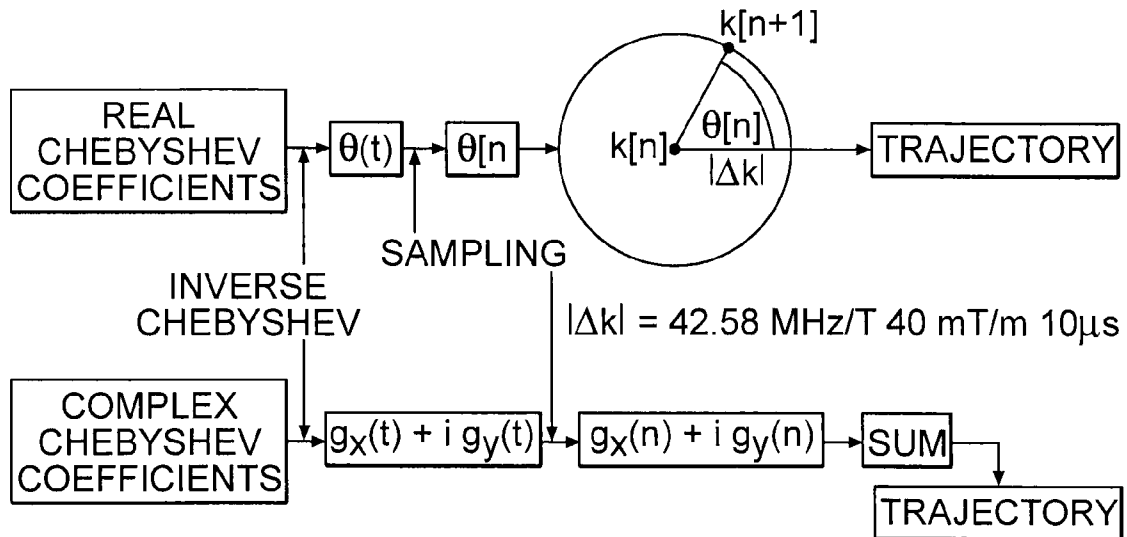 k[n+1]
REAL
CHEBYSHEV
COEFFICIENTS
θ(t)
θ[n
k[n]
θ[n]
|Δk|
TRAJECTORY
SAMPLING
INVERSE
CHEBYSHEV
|Δk| = 42.58 MHz/T 40 mT/m 10μs
COMPLEX
CHEBYSHEV
COEFFICIENTS
gx(t) + i gy(t)
gx(n) + i gy(n)
SUM
TRAJECTORY